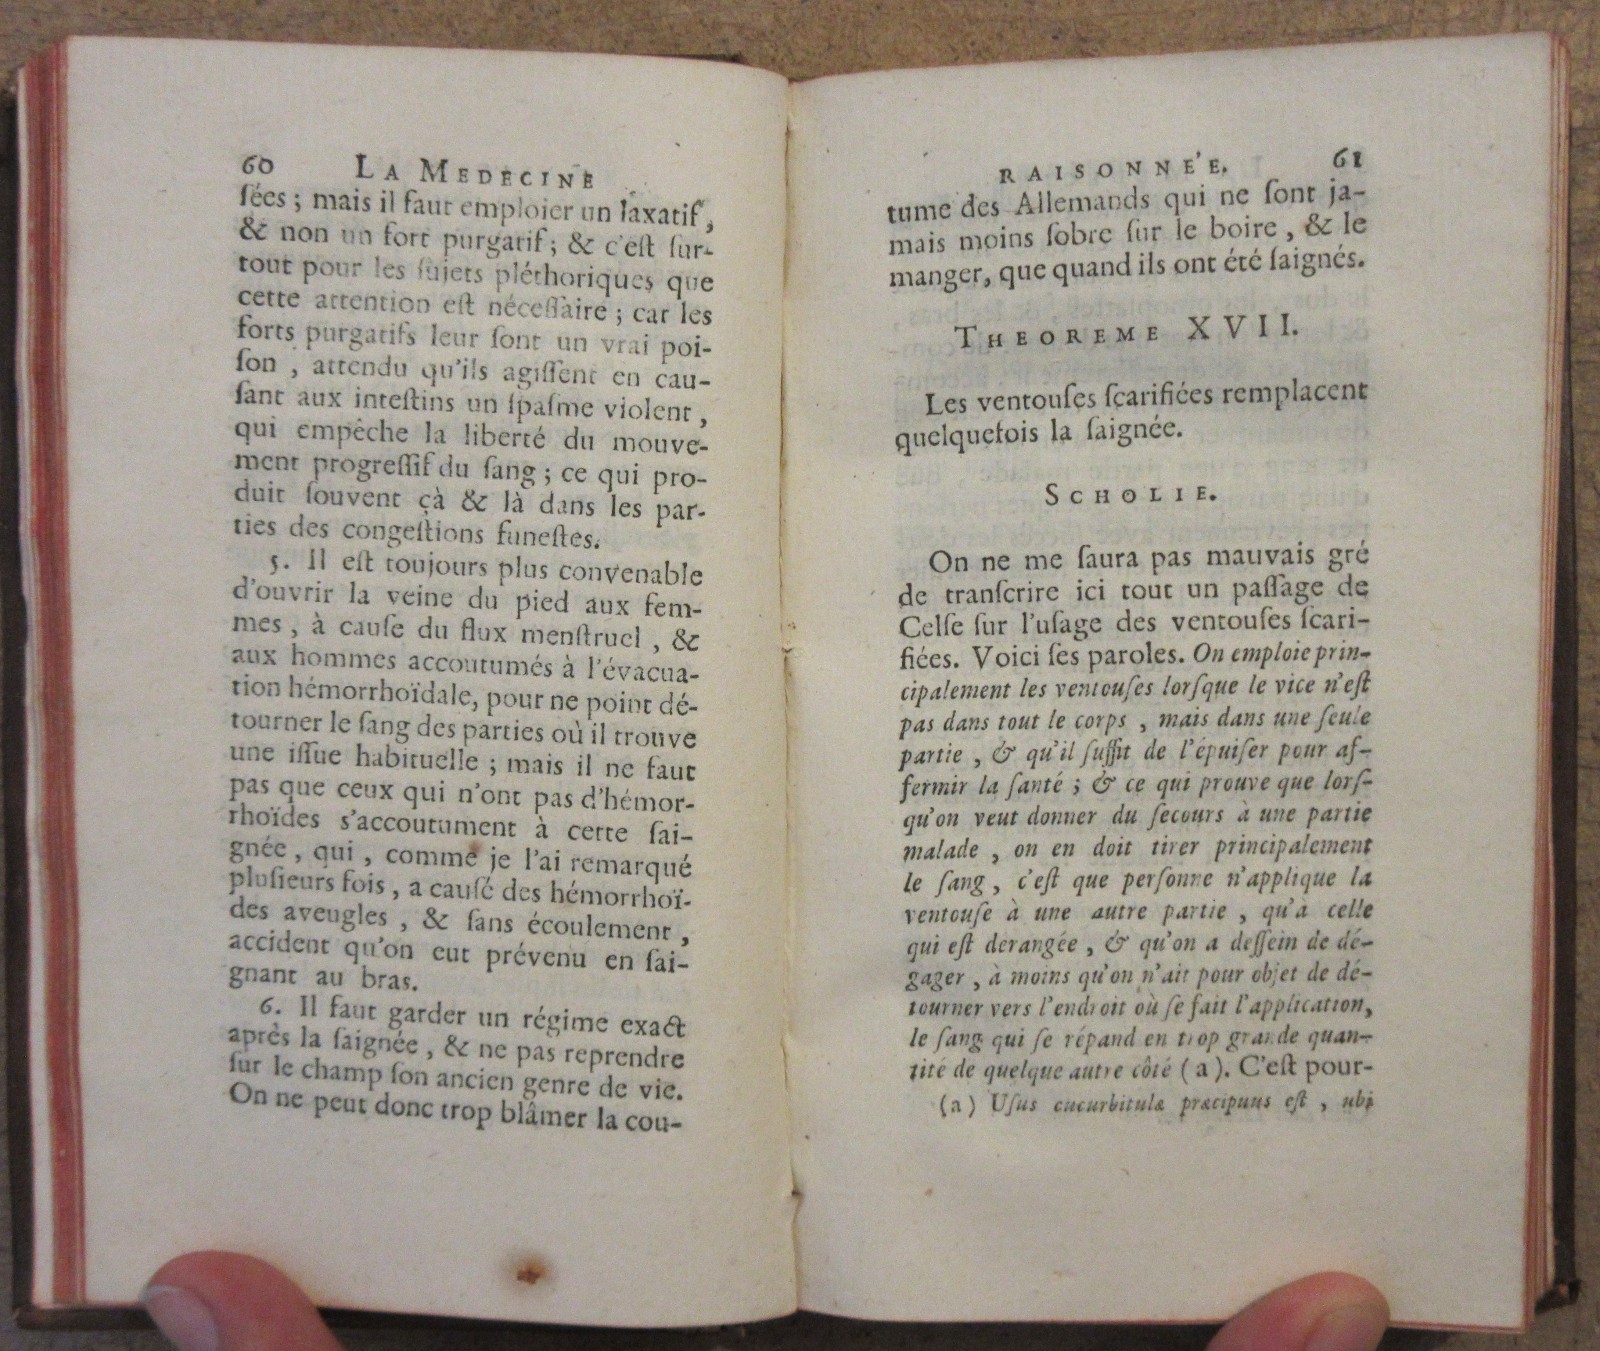 60 LA MEDECINE
ſées ; mais il faut emploier un laxatif,
& non un fort purgatif ; & c'eſt ſur-
tout pour les ſujets pléthoriques que
cette attention eſt néceſſaire ; car les
forts purgatifs leur ſont un vrai poi-
ſon , attendu qu'ils agiſſent en cau-
ſant aux inteſtins un ſpaſme violent ,
qui empêche la liberté du mouve-
ment progreſſif du ſang ; ce qui pro-
duit ſouvent çà & là dans les par-
ties des congeſtions funeſtes.
5. Il eſt toujours plus convenable
d'ouvrir la veine du pied aux fem-
mes , à cauſe du flux menſtruel , &
aux hommes accoutumés à l'évacua-
tion hémorrhoïdale, pour ne point dé-
tourner le ſang des parties où il trouve
une iſſue habituelle ; mais il ne faut
pas que ceux qui n'ont pas d'hémor-
rhoïdes s'accoutument à cette ſai-
gnée , qui , comme je l'ai remarqué
pluſieurs fois , a cauſé des hémorrhoï-
des aveugles , & ſans écoulement ,
accident qu'on eut prévenu en ſai-
gnant au bras.
6. Il faut garder un régime exact
après la ſaignée , & ne pas reprendre
ſur le champ ſon ancien genre de vie.
On ne peut donc trop blâmer la cou-
RAISONNE'E. 61
tume des Allemands qui ne ſont ja-
mais moins ſobre ſur le boire , & le
manger, que quand ils ont été ſaignés.
THEOREME XVII.
Les ventouſes ſcarifiées remplacent
quelquefois la ſaignée.
SCHOLIE.
On ne me ſaura pas mauvais gré
de tranſcrire ici tout un paſſage de
Celſe ſur l'uſage des ventouſes ſcari-
fiées. Voici ſes paroles. On emploie prin-
cipalement les ventouſes lorſque le vice n'eſt
pas dans tout le corps , mais dans une ſeule
partie , & qu'il ſuffit de l'épuiſer pour af-
fermir la ſanté ; & ce qui prouve que lorſ-
qu'on veut donner du ſecours à une partie
malade , on en doit tirer principalement
le ſang , c'eſt que perſonne n'applique la
ventouſe à une autre partie , qu'à celle
qui eſt derangée , & qu'on a deſſein de dé-
gager , à moins qu'on n'ait pour objet de dé-
tourner vers l'endroit où ſe fait l'application,
le ſang qui ſe répand en trop grande quan-
tité de quelque autre côté (a). C'eſt pour-
(a) Uſus cucurbitulæ præcipuus eſt , ubi